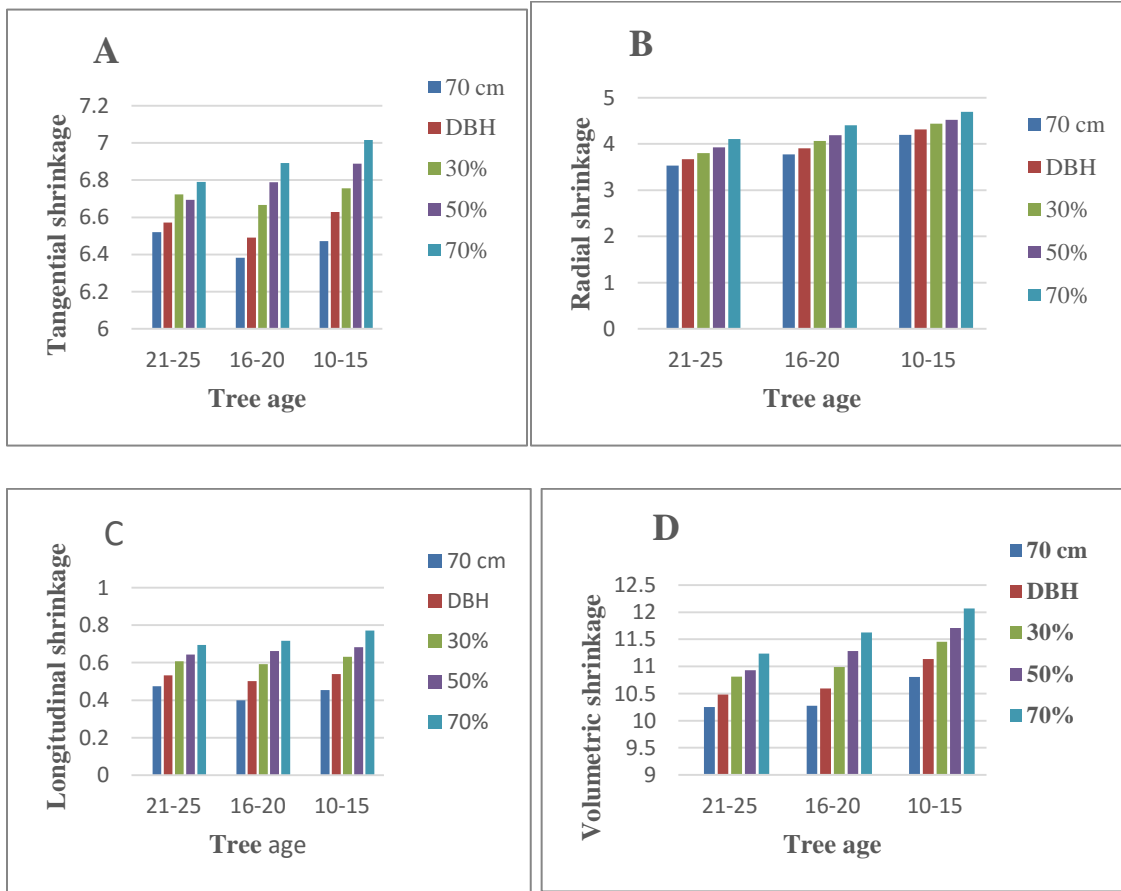 A
Tangential shrinkage
7.2
7
6.8
6.6
6.4
6.2
6
21-25 16-20 10-15
Tree age
70 cm
DBH
30%
50%
70%
B
Radial shrinkage
5
4
3
2
1
0
21-25 16-20 10-15
Tree age
70 cm
DBH
30%
50%
70%
C
Longitudinal shrinkage
1
0.8
0.6
0.4
0.2
0
21-25 16-20 10-15
Tree age
70 cm
DBH
30%
50%
70%
D
Volumetric shrinkage
12.5
12
11.5
11
10.5
10
9.5
9
21-25 16-20 10-15
Tree age
70 cm
DBH
30%
50%
70%